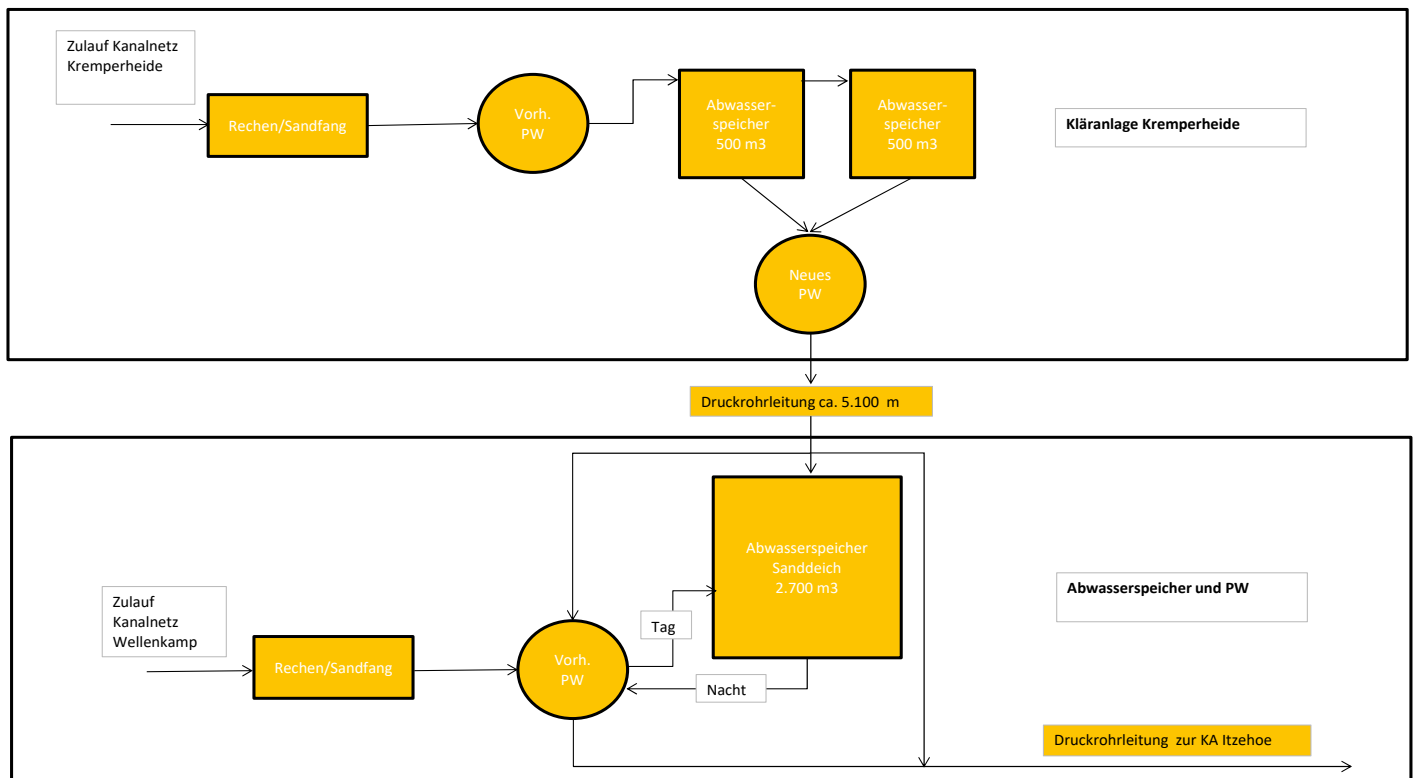 Zulauf Kanalnetz
Kremperheide
Rechen/Sandfang
Vorh.
PW
Abwasser-
speicher
500 m3
Abwasser-
speicher
500 m3
Kläranlage Kremperheide
Neues
PW
Druckrohrleitung ca. 5.100  m
Abwasserspeicher
Sanddeich
2.700 m3
Abwasserspeicher und PW
Zulauf
Kanalnetz
Wellenkamp
Tag
Rechen/Sandfang
Vorh.
PW
Nacht
Druckrohrleitung  zur KA Itzehoe